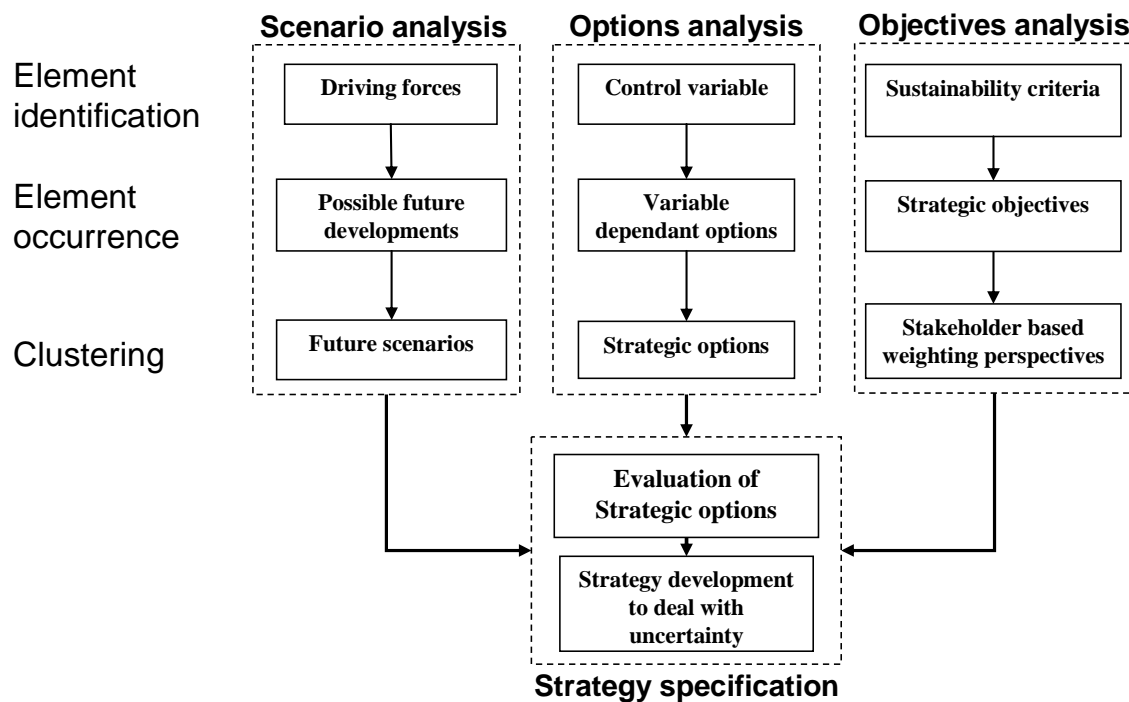 Scenario analysis
Options analysis
Objectives analysis
Element
identification
Driving forces
Control variable
Sustainability criteria
Element
occurrence
Possible future
developments
Variable
dependant options
Strategic objectives
Clustering
Future scenarios
Strategic options
Stakeholder based
weighting perspectives
Evaluation of
Strategic options
Strategy development
to deal with
uncertainty
Strategy specification